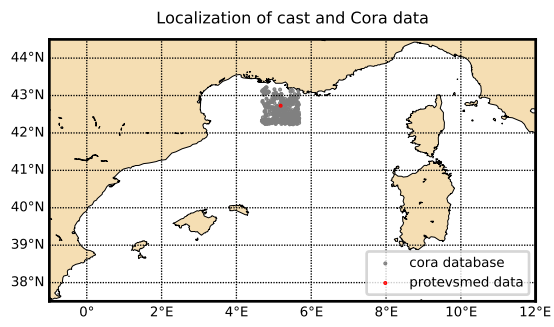 Localization of cast and Cora data
44°N
43°N
42°N
41°N
40°N
39°N
38°N
cora database
protevsmed data
0° 2°E 4°E 6°E 8°E 10°E 12°E